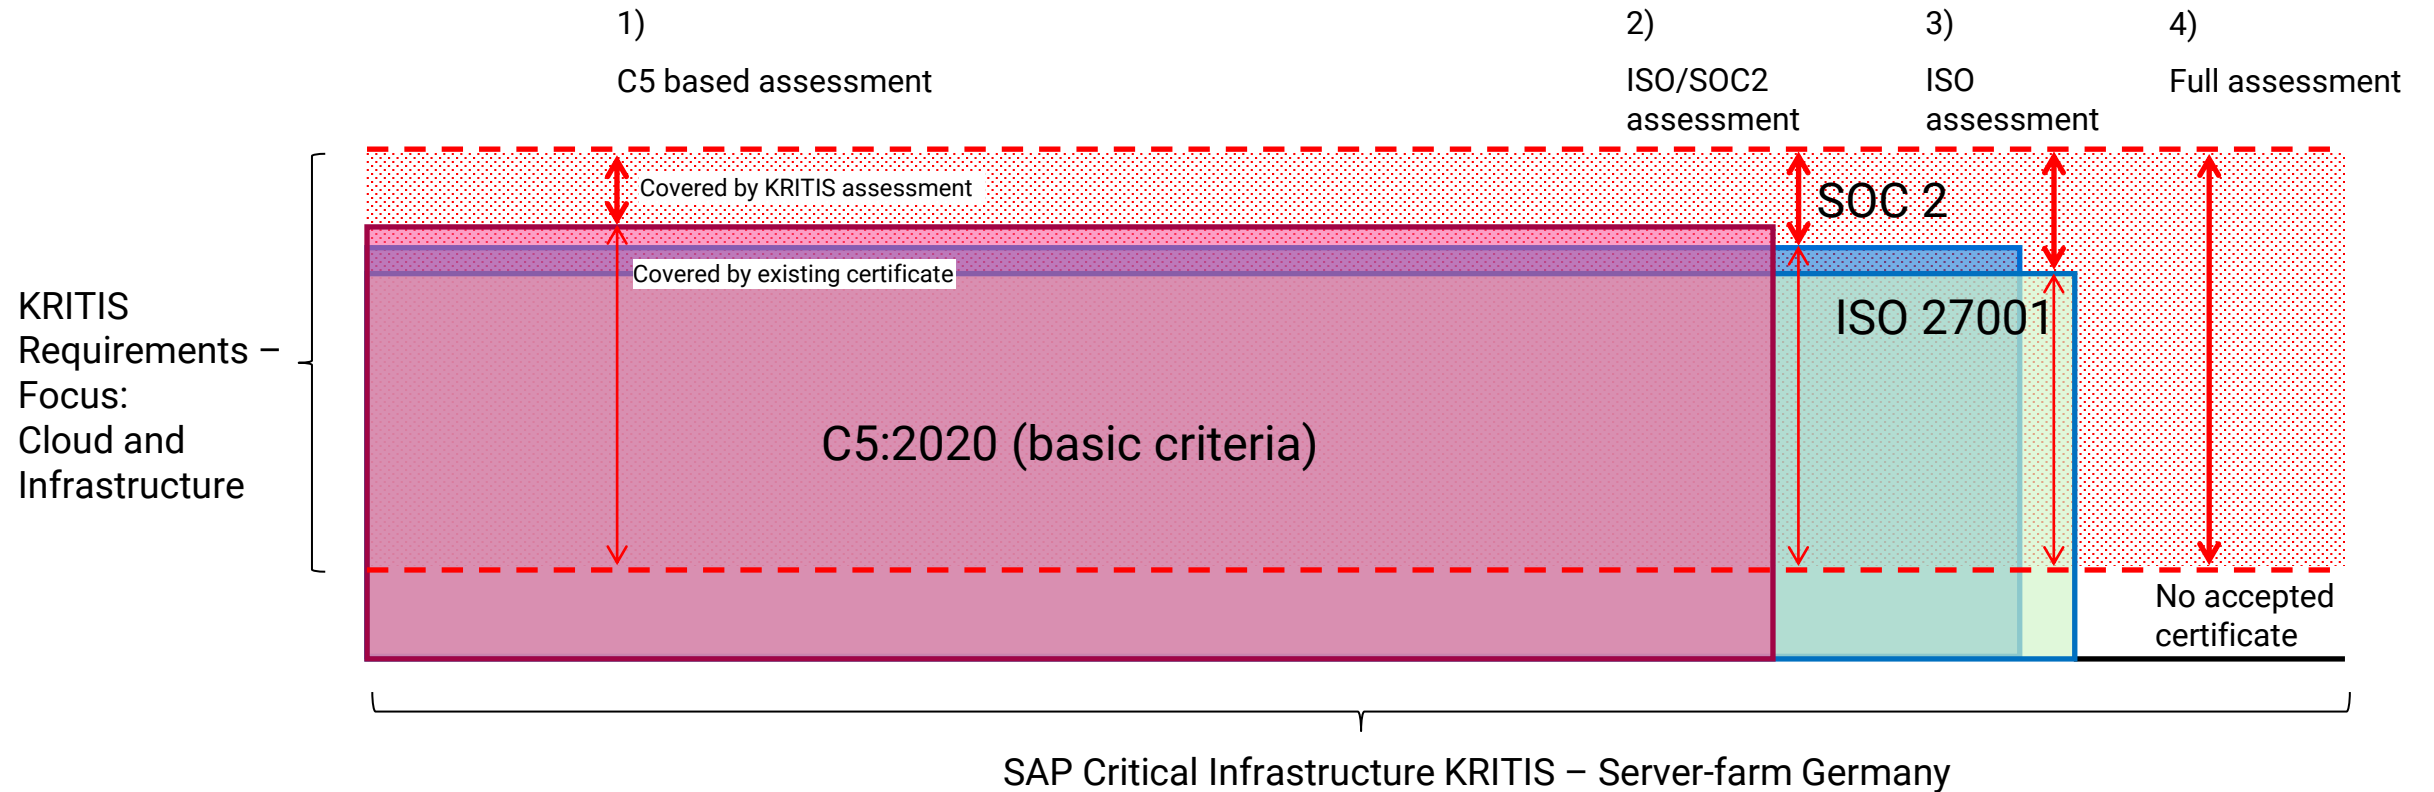 1)
C5 based assessment
2)
ISO/SOC2
assessment
3)
ISO
assessment
4)
Full assessment
Covered by KRITIS assessment
SOC 2
Covered by existing certificate
ISO 27001
KRITIS
Requirements –
Focus:
Cloud and
Infrastructure
C5:2020 (basic criteria)
No accepted
certificate
SAP Critical Infrastructure KRITIS – Server-farm Germany